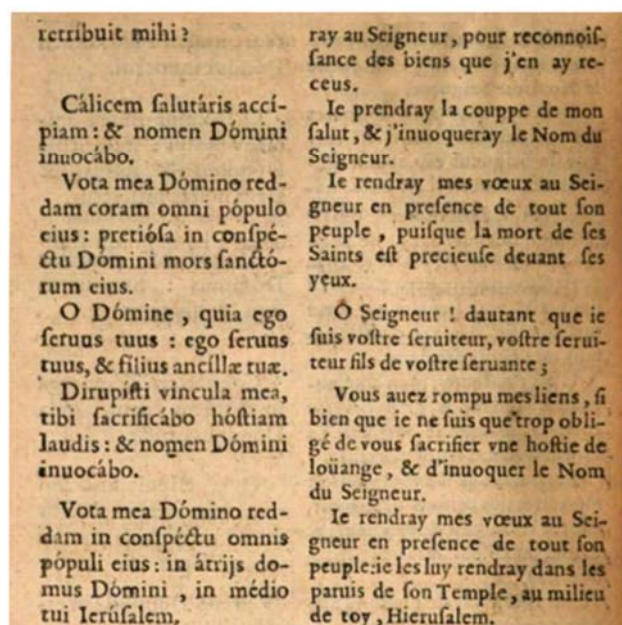 retribuit mihi?
Cálicem ſalutáris accí-
piam: & nomen Dómini
inuocábo.
Vota mea Dómino red-
dam coram omni pópulo
eius: pretióſa in conſpé-
ctu Dómini mors ſanctó-
rum eius.
O Dómine, quia ego
ſeruus tuus : ego ſeruus
tuus, & filius ancíllæ tuæ.
Dirupíſti víncula mea,
tibi ſacrificábo hóſtiam
laudis: & nomen Dómini
inuocábo.
Vota mea Dómino red-
dam in conſpéctu omnis
pópuli eius: in átrijs do-
mus Dómini , in médio
tui Ierúſalem.
ray au Seigneur, pour reconnoiſ-
ſance des biens que j'en ay re-
ceus.
Ie prendray la couppe de mon
ſalut, & j'inuoqueray le Nom du
Seigneur.
Ie rendray mes vœux au Sei-
gneur en preſence de tout ſon
peuple , puiſque la mort de ſes
Saints eſt precieuſe deuant ſes
yeux.
O Seigneur ! dautant que ie
ſuis voſtre ſeruiteur, voſtre ſerui-
teur fils de voſtre ſeruante ;
Vous auez rompu mes liens , ſi
bien que ie ne ſuis que trop obli-
gé de vous ſacrifier vne hoſtie de
loüange, & d'inuoquer le Nom
du Seigneur.
Ie rendray mes vœux au Sei-
gneur en preſence de tout ſon
peuple:ie les luy rendray dans les
paruis de ſon Temple, au milieu
de toy , Hieruſalem.